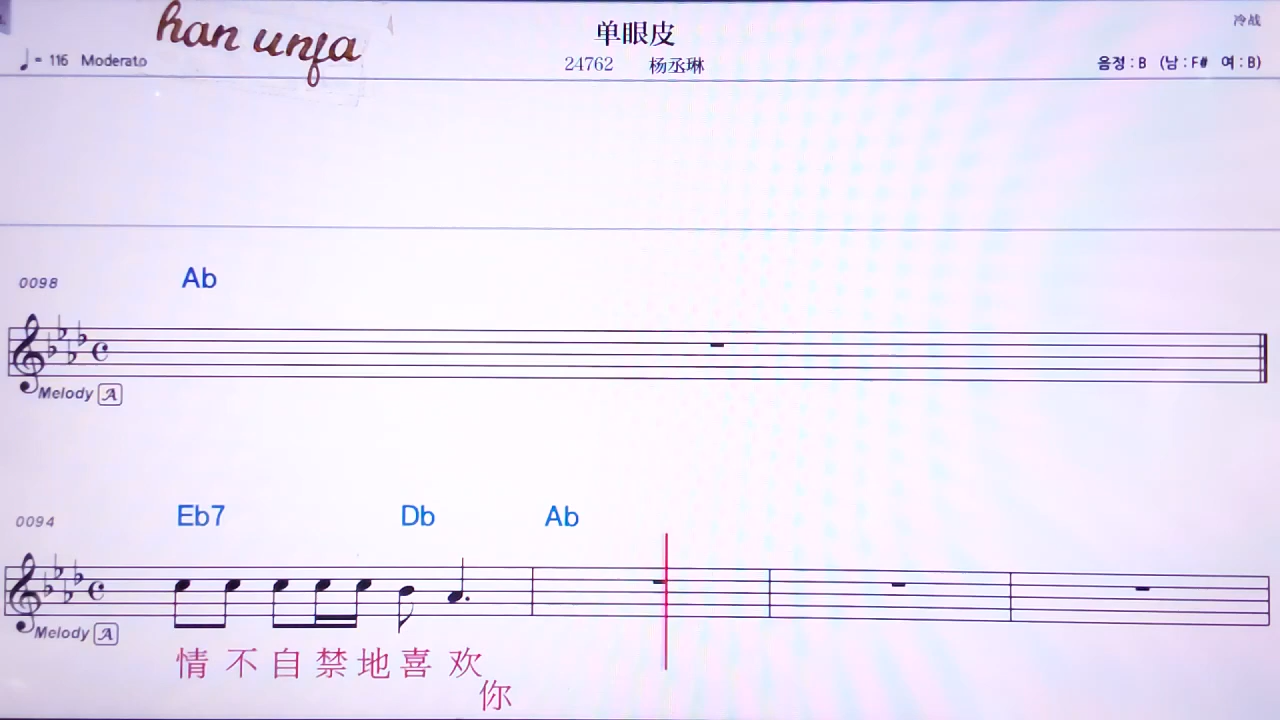 han unfa
单眼皮
冷战
♩= 116 Moderato
24762 杨丞琳
음정 : B (남 : F# 여 : B)
0098
Ab
Melody A
0094
Eb7 Db Ab
Melody A
情不自禁地喜欢
你